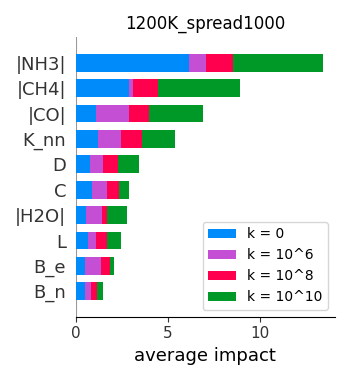 1200K_spread1000
|NH3|
|CH4|
|CO|
K_nn
D
C
|H2O|
L
B_e
B_n
k = 0
k = 10^6
k = 10^8
k = 10^10
0 5 10
average impact